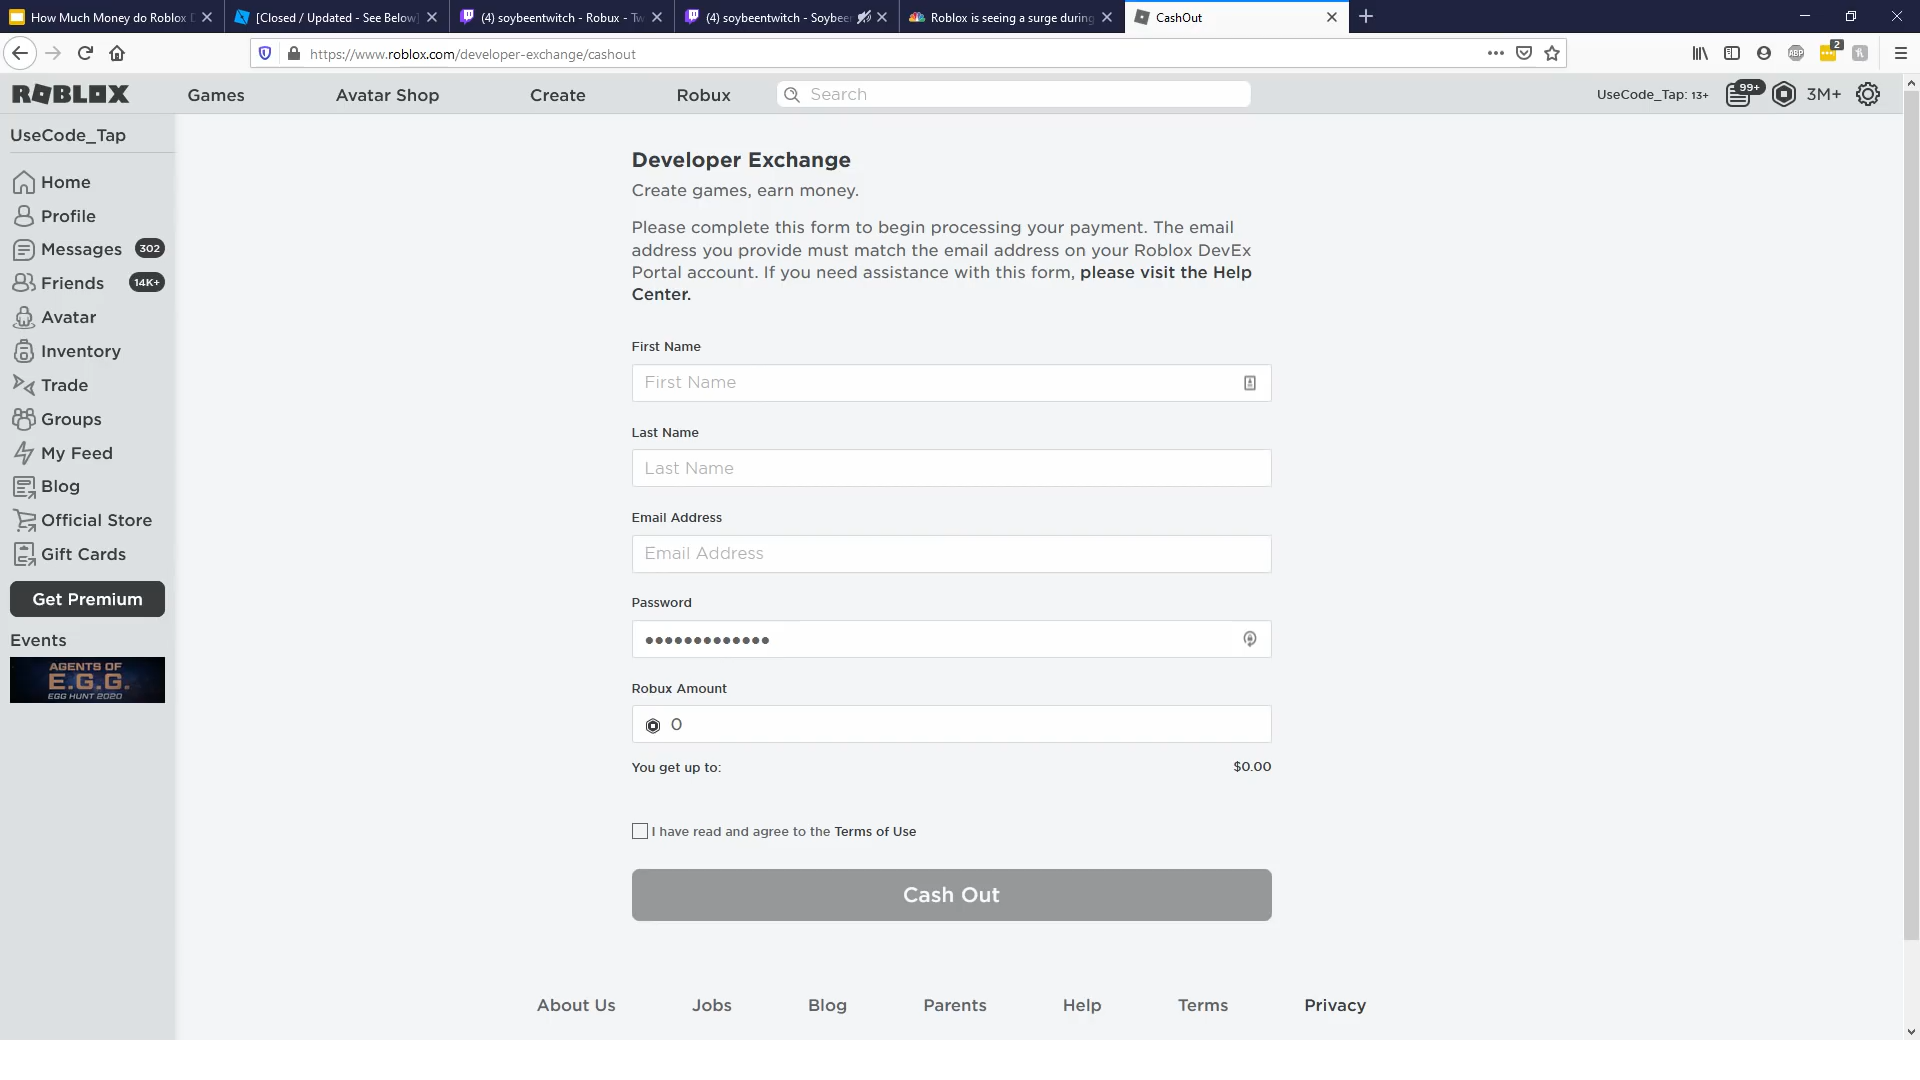 How Much Money do Roblox D
[Closed / Updated - See Below]
(4) soybeentwitch - Robux - Tw
(4) soybeentwitch - Soybeen
Roblox is seeing a surge during
CashOut
https://www.roblox.com/developer-exchange/cashout
ABP
2
ROBLOX
Games
Avatar Shop
Create
Robux
Search
UseCode_Tap: 13+
99+
3M+
UseCode_Tap
Home
Profile
Messages 302
Friends 14K+
Avatar
Inventory
Trade
Groups
My Feed
Blog
Official Store
Gift Cards
Get Premium
Events
AGENTS OF
E.G.G.
EGG HUNT 2020
Developer Exchange
Create games, earn money.
Please complete this form to begin processing your payment. The email
address you provide must match the email address on your Roblox DevEx
Portal account. If you need assistance with this form, please visit the Help
Center.
First Name
First Name
Last Name
Last Name
Email Address
Email Address
Password
•••••••••••••
Robux Amount
0
You get up to: $0.00
I have read and agree to the Terms of Use
Cash Out
About Us
Jobs
Blog
Parents
Help
Terms
Privacy